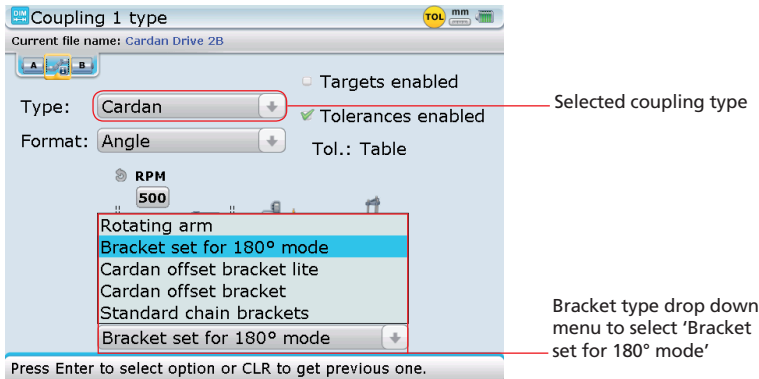 Coupling 1 type
TOL mm
Current file name: Cardan Drive 2B
A B
Targets enabled
Type: Cardan
Tolerances enabled
Format: Angle
Tol.: Table
RPM
500
Rotating arm
Bracket set for 180º mode
Cardan offset bracket lite
Cardan offset bracket
Standard chain brackets
Bracket set for 180º mode
Press Enter to select option or CLR to get previous one.
Selected coupling type
Bracket type drop down
menu to select ‘Bracket
set for 180° mode’